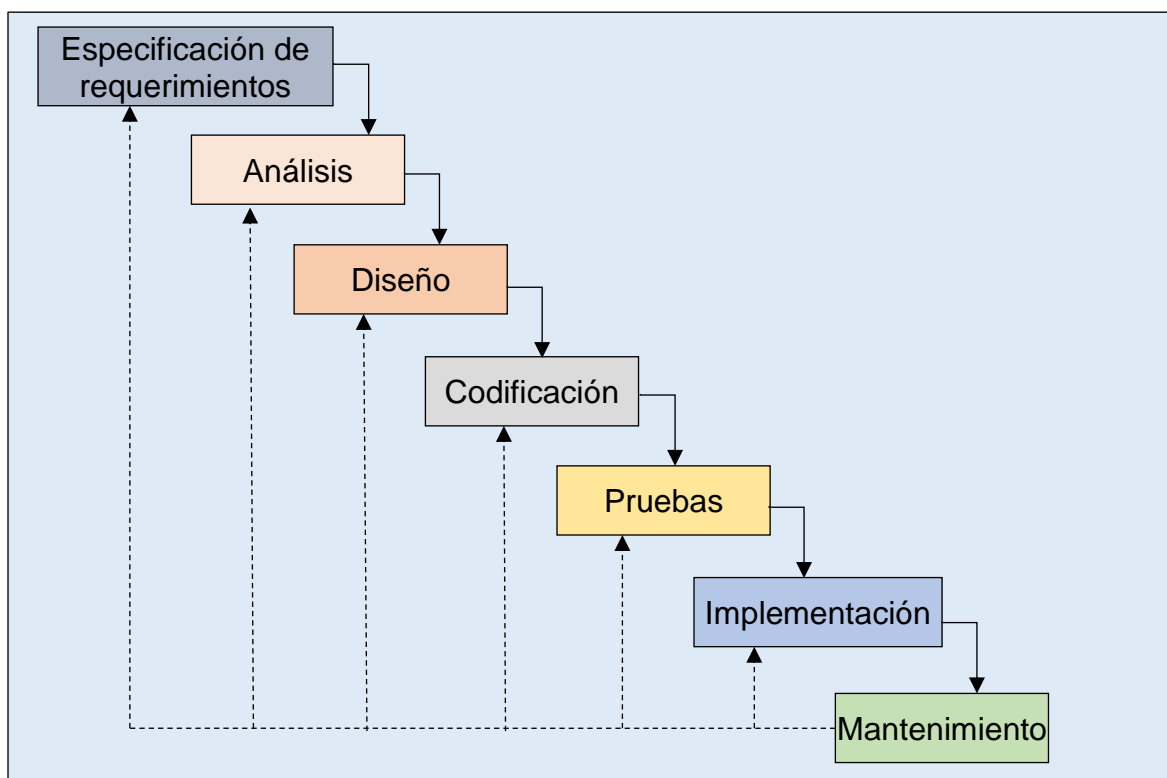 Especificación de
requerimientos
Análisis
Diseño
Codificación
Pruebas
Implementación
Mantenimiento